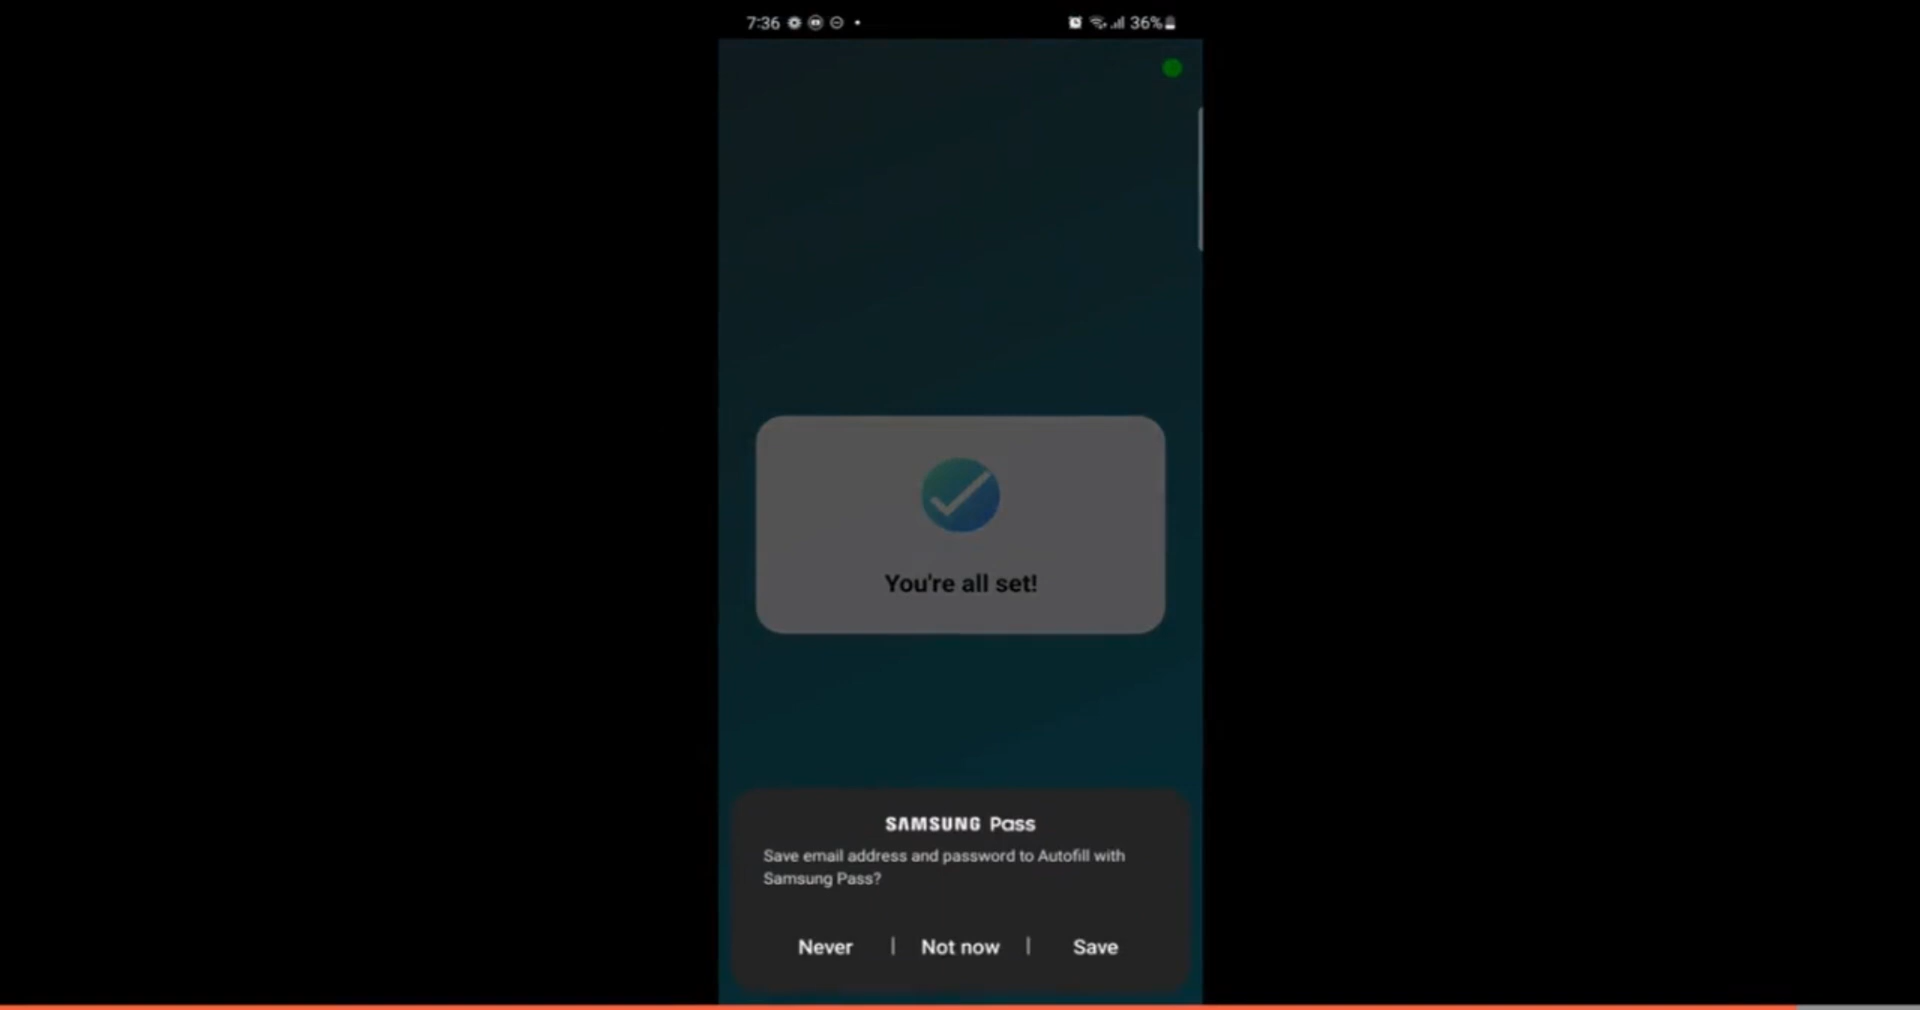 7:36 36%
You're all set!
SAMSUNG Pass
Save email address and password to Autofill with
Samsung Pass?
Never | Not now | Save